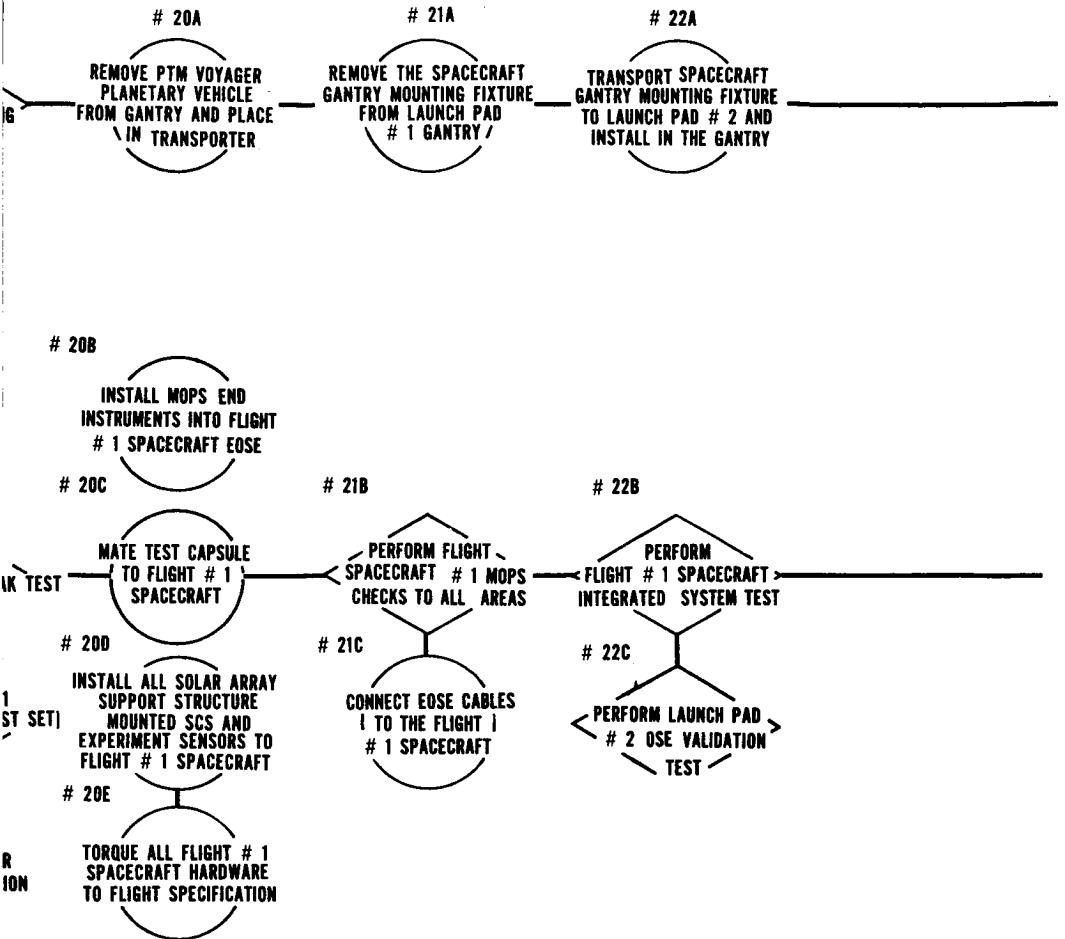 # 20A
# 21A
# 22A
REMOVE PTM VOYAGER
PLANETARY VEHICLE
FROM GANTRY AND PLACE
IN TRANSPORTER
REMOVE THE SPACECRAFT
GANTRY MOUNTING FIXTURE
FROM LAUNCH PAD
# 1 GANTRY
TRANSPORT SPACECRAFT
GANTRY MOUNTING FIXTURE
TO LAUNCH PAD # 2 AND
INSTALL IN THE GANTRY
# 20B
INSTALL MOPS END
INSTRUMENTS INTO FLIGHT
# 1 SPACECRAFT EOSE
# 20C
# 21B
# 22B
TEST
MATE TEST CAPSULE
TO FLIGHT # 1
SPACECRAFT
PERFORM FLIGHT
SPACECRAFT # 1 MOPS
CHECKS TO ALL AREAS
PERFORM
FLIGHT # 1 SPACECRAFT
INTEGRATED SYSTEM TEST
# 20D
# 21C
# 22C
1
ST SET)
INSTALL ALL SOLAR ARRAY
SUPPORT STRUCTURE
MOUNTED SCS AND
EXPERIMENT SENSORS TO
FLIGHT # 1 SPACECRAFT
CONNECT EOSE CABLES
TO THE FLIGHT
# 1 SPACECRAFT
PERFORM LAUNCH PAD
# 2 OSE VALIDATION
TEST
# 20E
R
ION
TORQUE ALL FLIGHT # 1
SPACECRAFT HARDWARE
TO FLIGHT SPECIFICATION